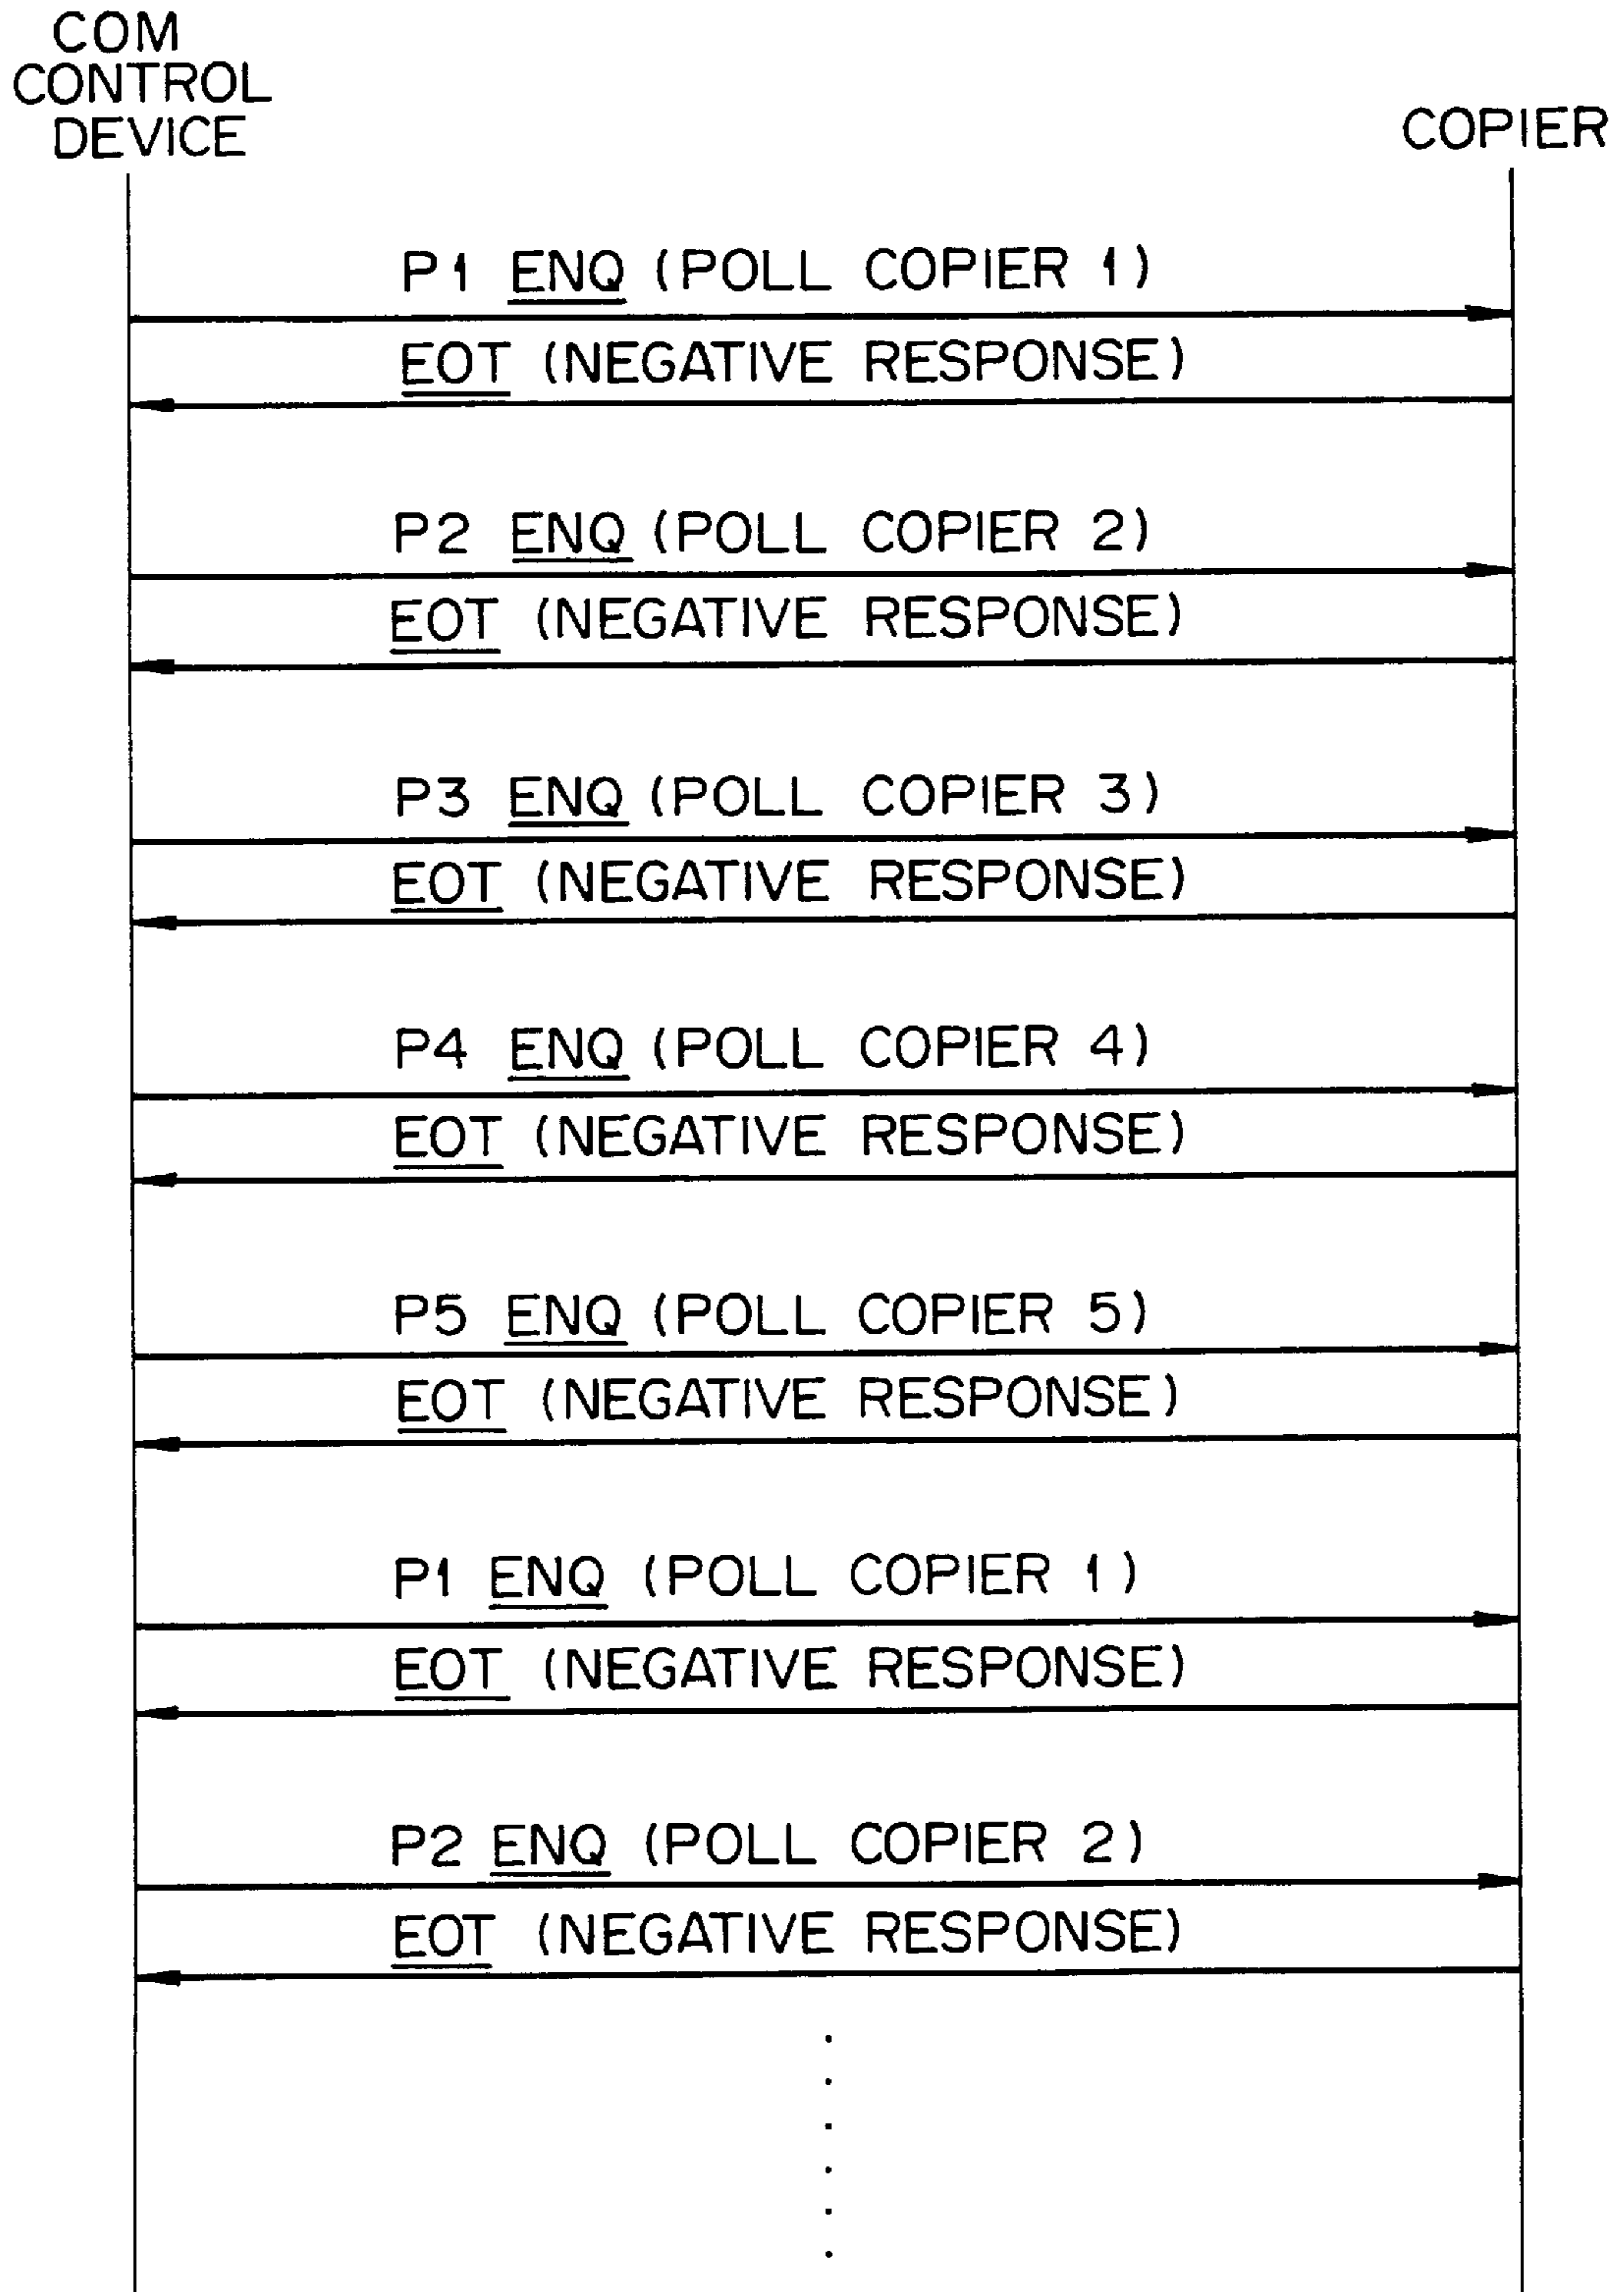 COM
CONTROL
DEVICE
COPIER
P1 ENQ (POLL COPIER 1)
EOT (NEGATIVE RESPONSE)
P2 ENQ (POLL COPIER 2)
EOT (NEGATIVE RESPONSE)
P3 ENQ (POLL COPIER 3)
EOT (NEGATIVE RESPONSE)
P4 ENQ (POLL COPIER 4)
EOT (NEGATIVE RESPONSE)
P5 ENQ (POLL COPIER 5)
EOT (NEGATIVE RESPONSE)
P1 ENQ (POLL COPIER 1)
EOT (NEGATIVE RESPONSE)
P2 ENQ (POLL COPIER 2)
EOT (NEGATIVE RESPONSE)